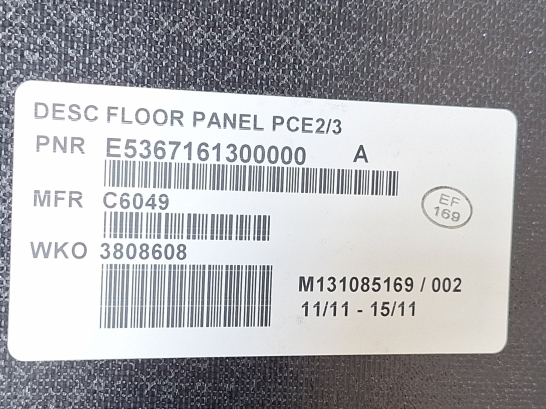 DESC FLOOR PANEL PCE2/3
PNR E5367161300000 A
MFR C6049
EF
169
WKO 3808608
M131085169 / 002
11/11 - 15/11